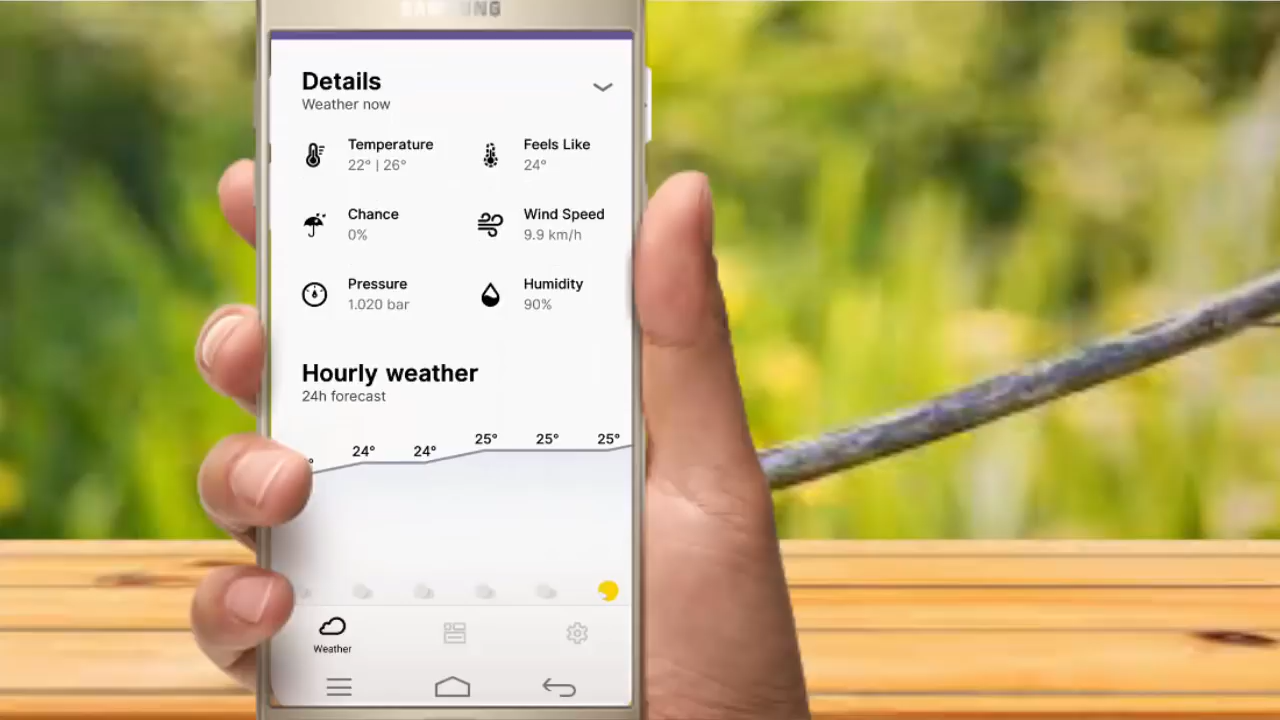 SAMSUNG
Details
Weather now
Temperature
22° | 26°
Feels Like
24°
Chance
0%
Wind Speed
9.9 km/h
Pressure
1.020 bar
Humidity
90%
Hourly weather
24h forecast
24° 24° 25° 25° 25°
Weather